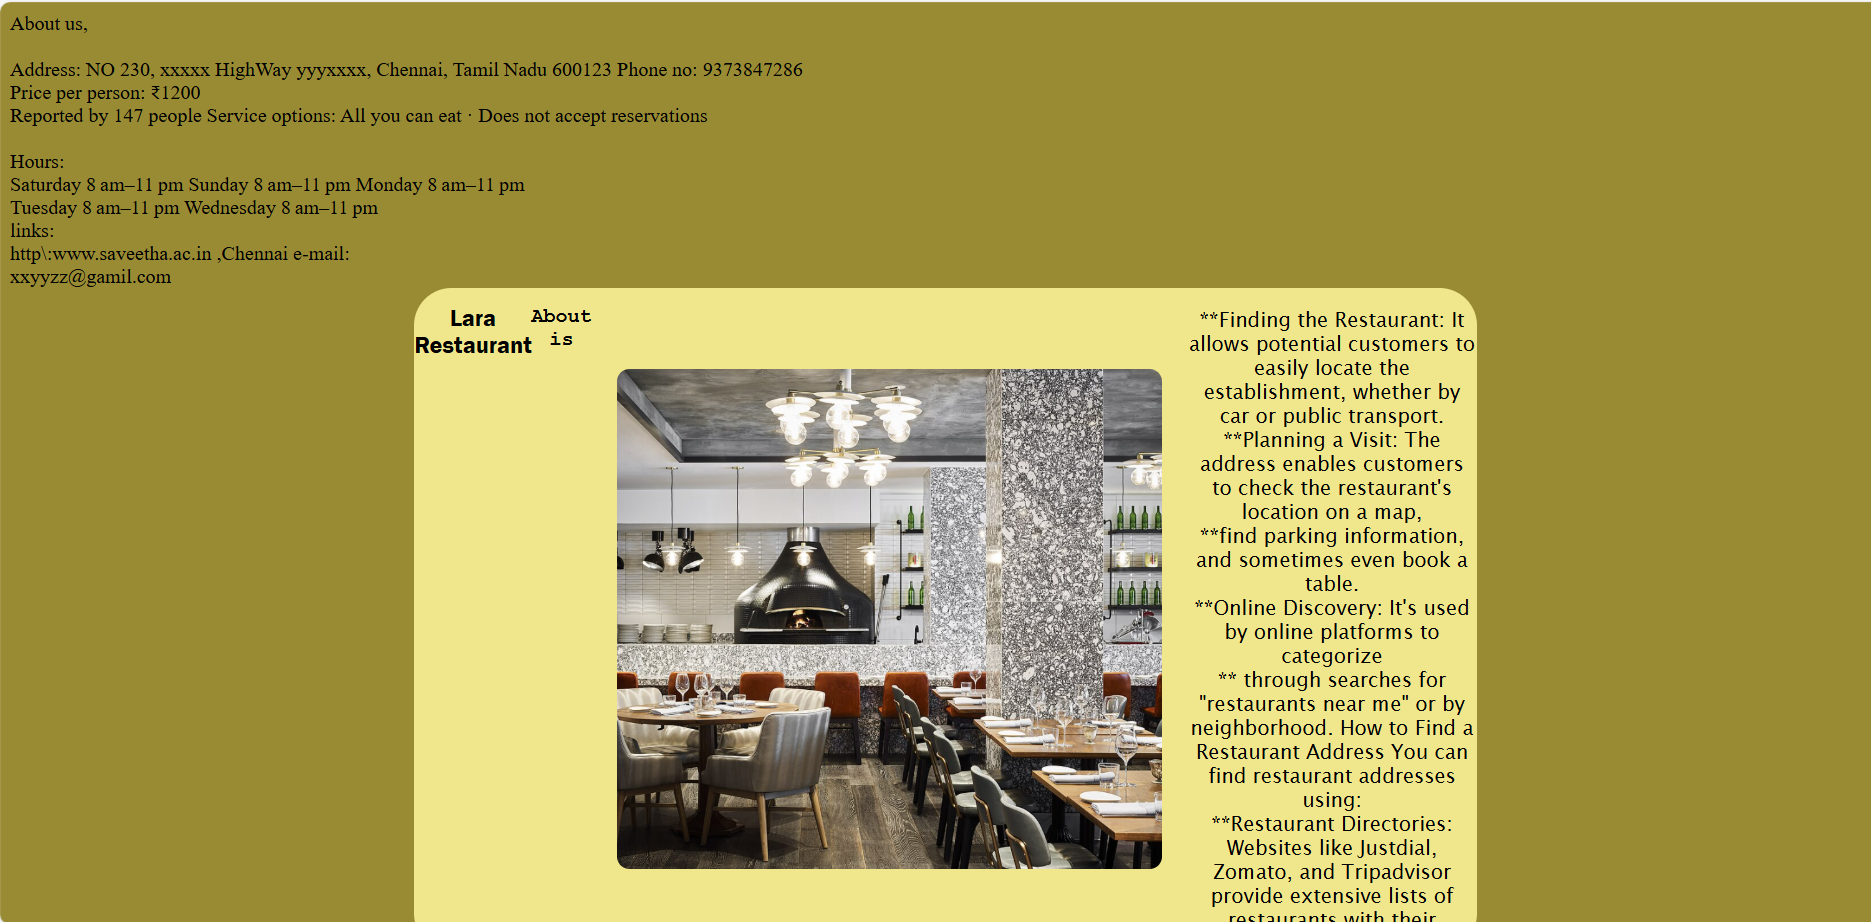 About us,
Address: NO 230, xxxxx HighWay yyyxxxx, Chennai, Tamil Nadu 600123 Phone no: 9373847286
Price per person: ₹1200
Reported by 147 people Service options: All you can eat · Does not accept reservations
Hours:
Saturday 8 am–11 pm Sunday 8 am–11 pm Monday 8 am–11 pm
Tuesday 8 am–11 pm Wednesday 8 am–11 pm
links:
http\:www.saveetha.ac.in ,Chennai e-mail:
xxyyzz@gamil.com
Lara
Restaurant
About
is
**Finding the Restaurant: It
allows potential customers to
easily locate the
establishment, whether by
car or public transport.
**Planning a Visit: The
address enables customers
to check the restaurant's
location on a map,
**find parking information,
and sometimes even book a
table.
**Online Discovery: It's used
by online platforms to
categorize
** through searches for
"restaurants near me" or by
neighborhood. How to Find a
Restaurant Address You can
find restaurant addresses
using:
**Restaurant Directories:
Websites like Justdial,
Zomato, and Tripadvisor
provide extensive lists of
restaurants with their